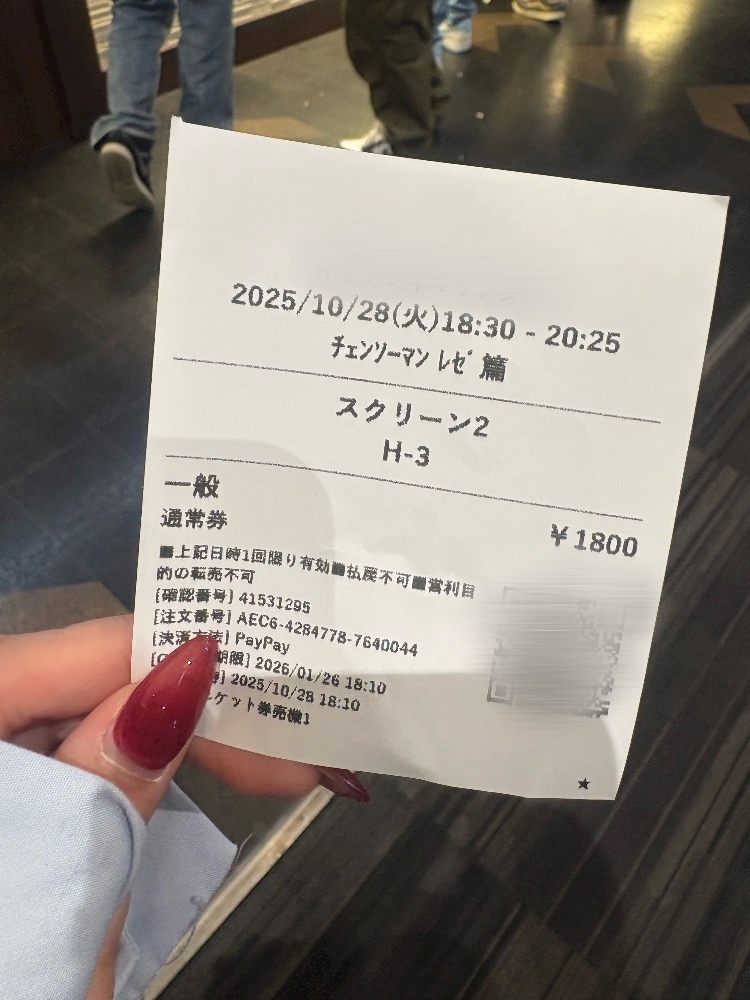 2025/10/28(火)18:30 - 20:25
ﾁｪﾝｿｰﾏﾝ ﾚｾﾞ 篇
スクリーン2
H-3
一般
通常券
¥1800
■上記日時1回限り有効■払戻不可■営利目
的の転売不可
[確認番号] 41531295
[注文番号] AEC6-4284778-7640044
[決済方法] PayPay
期限] 2026/01/26 18:10
2025/10/28 18:10
ケット券売機1
★